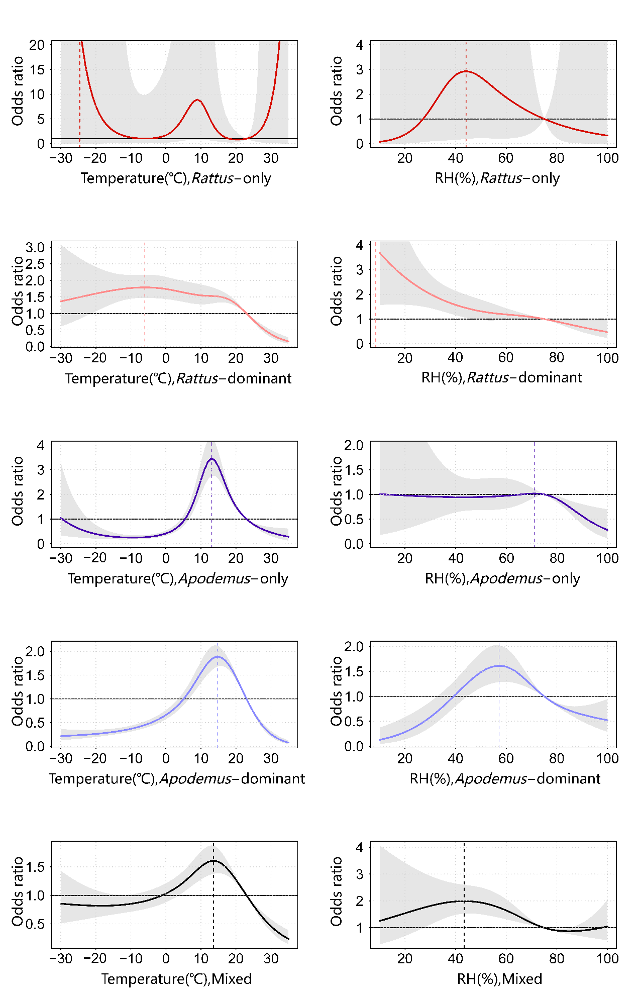 Odds ratio
20
15
10
5
0
−30 −20 −10 0 10 20 30
Temperature(℃),Rattus−only
Odds ratio
4
3
2
1
0
20 40 60 80 100
RH(%),Rattus−only
Odds ratio
3.0
2.5
2.0
1.5
1.0
0.5
0.0
−30 −20 −10 0 10 20 30
Temperature(℃),Rattus−dominant
Odds ratio
4
3
2
1
0
20 40 60 80 100
RH(%),Rattus−dominant
Odds ratio
4
3
2
1
0
−30 −20 −10 0 10 20 30
Temperature(℃),Apodemus−only
Odds ratio
2.0
1.5
1.0
0.5
0.0
20 40 60 80 100
RH(%),Apodemus−only
Odds ratio
2.0
1.5
1.0
0.5
0.0
−30 −20 −10 0 10 20 30
Temperature(℃),Apodemus−dominant
Odds ratio
2.0
1.5
1.0
0.5
0.0
20 40 60 80 100
RH(%),Apodemus−dominant
Odds ratio
1.5
1.0
0.5
−30 −20 −10 0 10 20 30
Temperature(℃),Mixed
Odds ratio
4
3
2
1
20 40 60 80 100
RH(%),Mixed